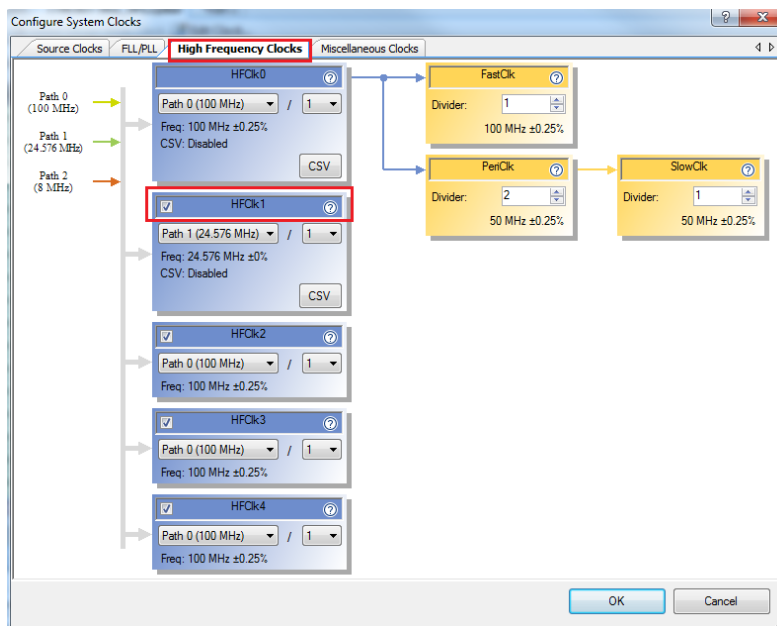 Configure System Clocks
Source Clocks FLL/PLL High Frequency Clocks Miscellaneous Clocks
Path 0
(100 MHz)
Path 1
(24.576 MHz)
Path 2
(8 MHz)
HFClk0
Path 0 (100 MHz) / 1
Freq: 100 MHz ±0.25%
CSV: Disabled
CSV
HFClk1
Path 1 (24.576 MHz) / 1
Freq: 24.576 MHz ±0%
CSV: Disabled
CSV
HFClk2
Path 0 (100 MHz) / 1
Freq: 100 MHz ±0.25%
HFClk3
Path 0 (100 MHz) / 1
Freq: 100 MHz ±0.25%
HFClk4
Path 0 (100 MHz) / 1
Freq: 100 MHz ±0.25%
FastClk
Divider: 1
100 MHz ±0.25%
PeriClk
Divider: 2
50 MHz ±0.25%
SlowClk
Divider: 1
50 MHz ±0.25%
OK Cancel